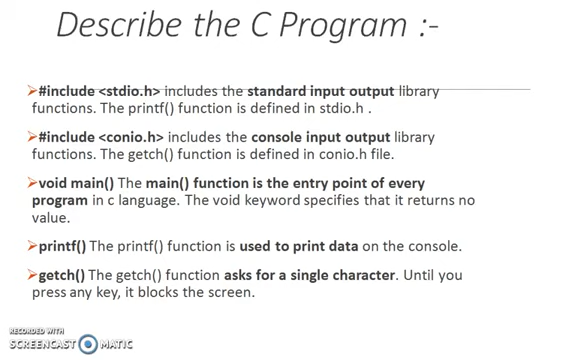 Describe the C Program :-
#include <stdio.h> includes the standard input output library
functions. The printf() function is defined in stdio.h .
#include <conio.h> includes the console input output library
functions. The getch() function is defined in conio.h file.
void main() The main() function is the entry point of every
program in c language. The void keyword specifies that it returns no
value.
printf() The printf() function is used to print data on the console.
getch() The getch() function asks for a single character. Until you
press any key, it blocks the screen.
RECORDED WITH
SCREENCAST MATIC